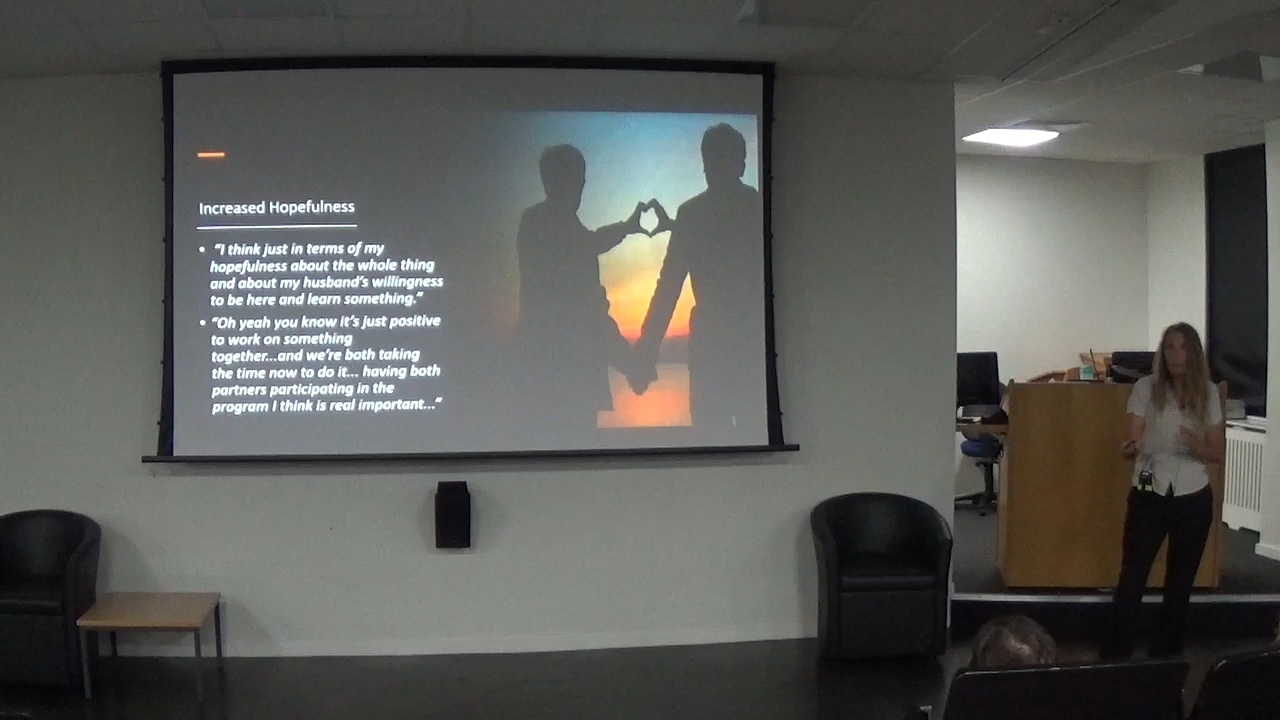 Increased Hopefulness
• “I think just in terms of my
hopefulness about the whole thing
and about my husband’s willingness
to be here and learn something.”
• “Oh yeah you know it’s just positive
to work on something
together…and we’re both taking
the time now to do it… having both
partners participating in the
program I think is real important…”